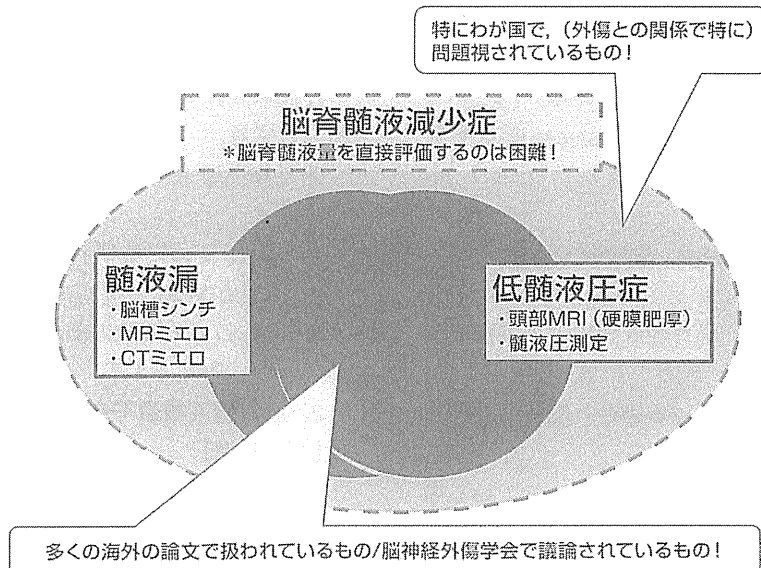 特にわが国で,（外傷との関係で特に）
問題視されているもの！
脳脊髄液減少症
＊脳脊髄液量を直接評価するのは困難！
髄液漏
・脳槽シンチ
・MRミエロ
・CTミエロ
低髄液圧症
・頭部MRI（硬膜肥厚）
・髄液圧測定
多くの海外の論文で扱われているもの/脳神経外傷学会で議論されているもの！